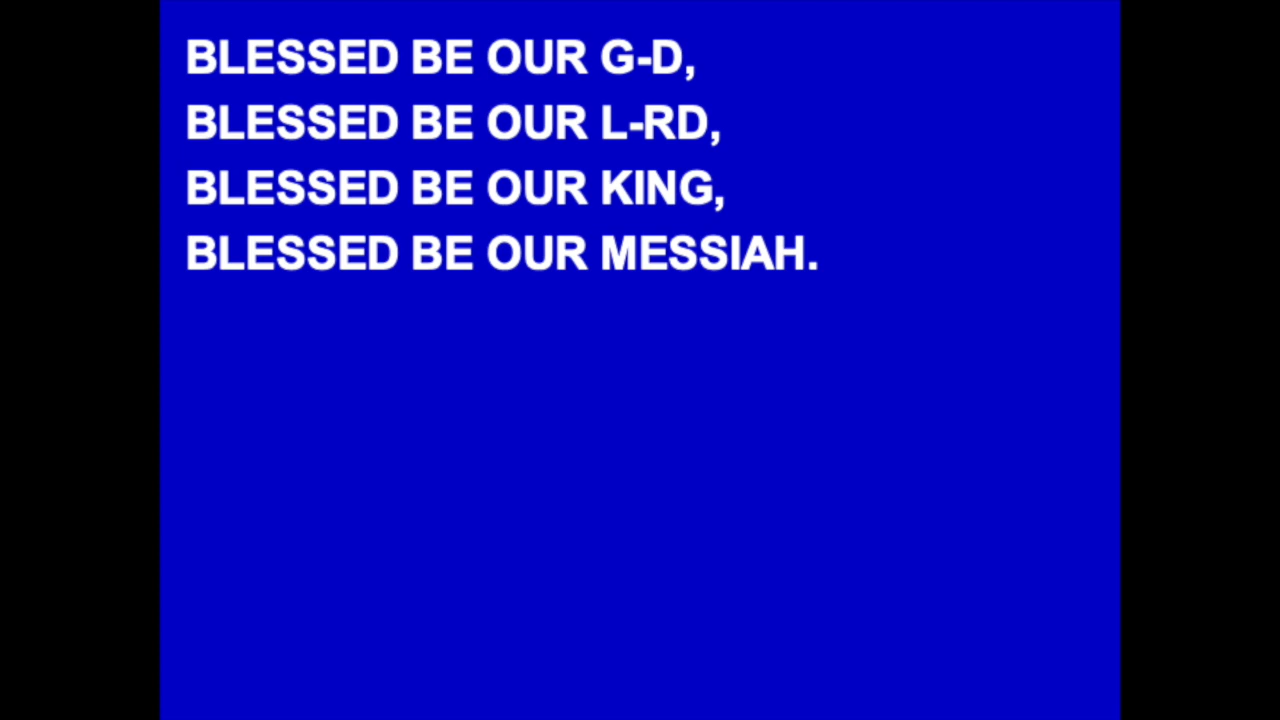 BLESSED BE OUR G-D,
BLESSED BE OUR L-RD,
BLESSED BE OUR KING,
BLESSED BE OUR MESSIAH.